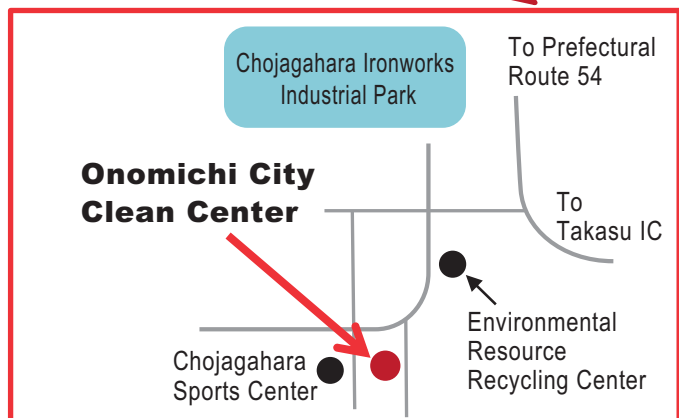 Chojagahara Ironworks
Industrial Park
To Prefectural
Route 54
Onomichi City
Clean Center
To
Takasu IC
Environmental
Resource
Recycling Center
Chojagahara
Sports Center